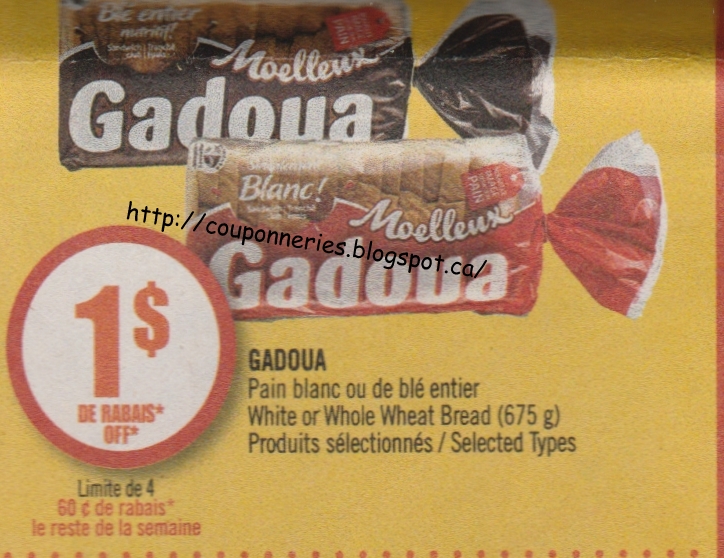 Blé entier
nutritif!
Moelleux
Gadoua
Blanc!
PAIN
Moelleux
Gadoua
http://couponneries.blogspot.ca/
1$
DE RABAIS*
OFF*
GADOUA
Pain blanc ou de blé entier
White or Whole Wheat Bread (675 g)
Produits sélectionnés / Selected Types
Limite de 4
60 ¢ de rabais*
le reste de la semaine